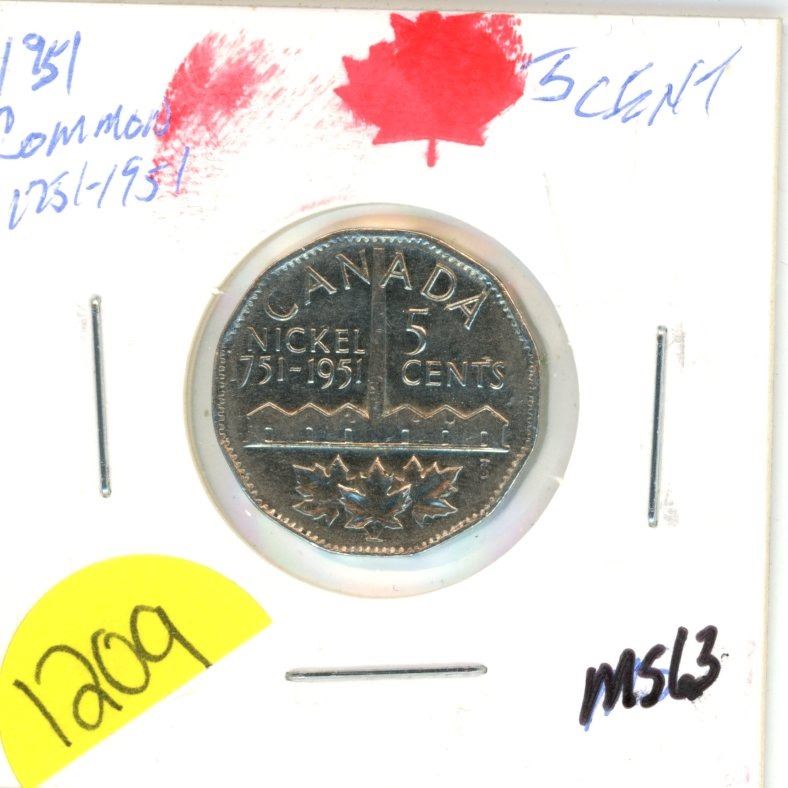 1951
Common
1751-1951
5 CENT
CANADA
NICKEL 5
1751-1951 CENTS
1209
MS63